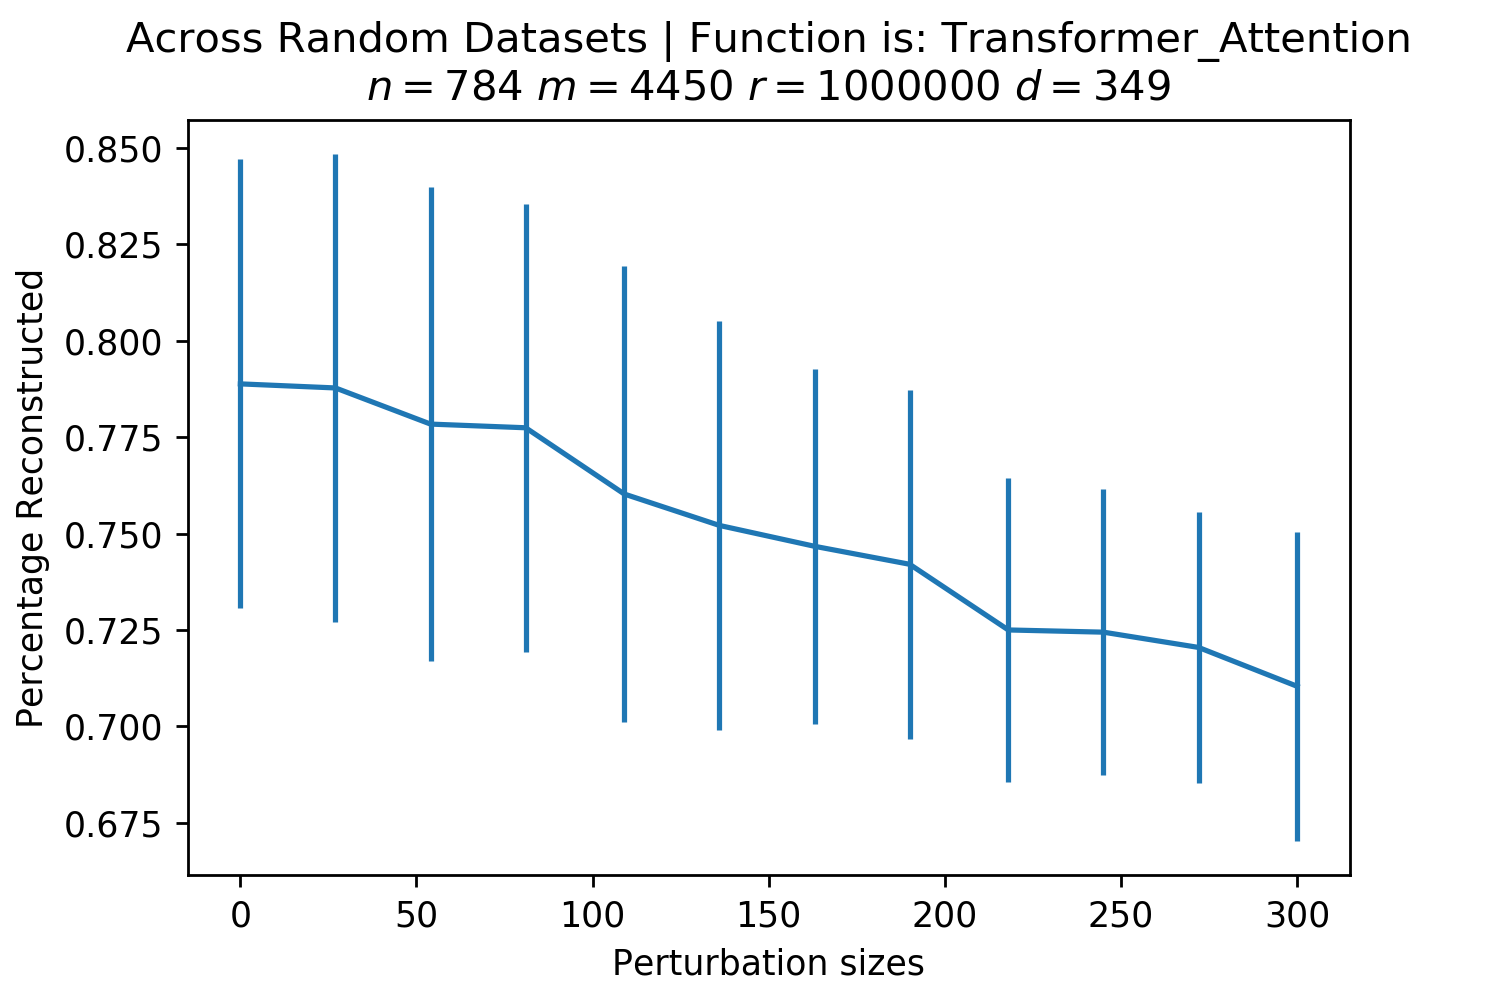 Across Random Datasets | Function is: Transformer_Attention
n = 784 m = 4450 r = 1000000 d = 349
0.850
0.825
0.800
0.775
0.750
0.725
0.700
0.675
Percentage Reconstructed
0 50 100 150 200 250 300
Perturbation sizes